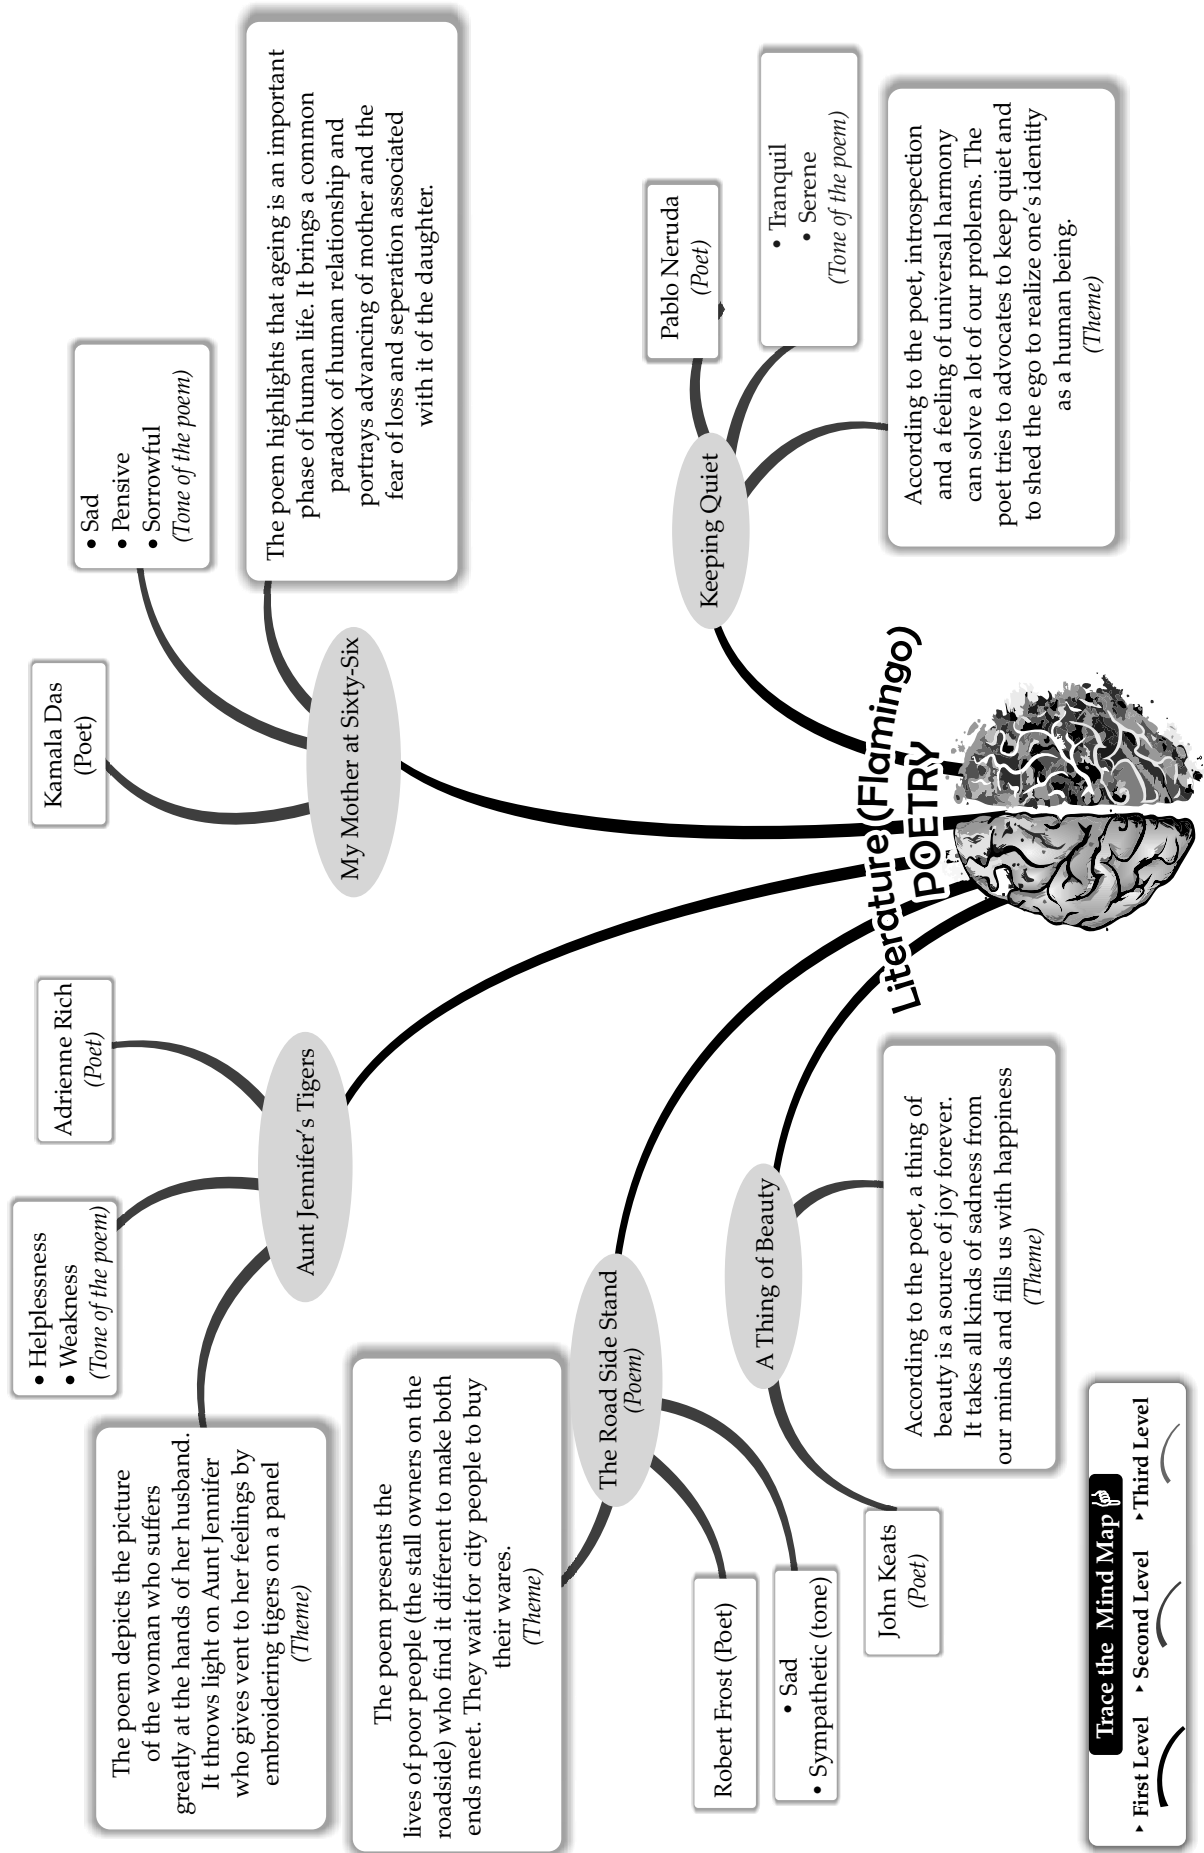 Literature (Flamingo)
POETRY
Keeping Quiet
Pablo Neruda
(Poet)
• Tranquil
• Serene
(Tone of the poem)
According to the poet, introspection
and a feeling of universal harmony
can solve a lot of our problems. The
poet tries to advocates to keep quiet and
to shed the ego to realize one's identity
as a human being.
(Theme)
My Mother at Sixty-Six
Kamala Das
(Poet)
• Sad
• Pensive
• Sorrowful
(Tone of the poem)
The poem highlights that ageing is an important
phase of human life. It brings a common
paradox of human relationship and
portrays advancing of mother and the
fear of loss and seperation associated
with it of the daughter.
Aunt Jennifer's Tigers
Adrienne Rich
(Poet)
• Helplessness
• Weakness
(Tone of the poem)
The poem depicts the picture
of the woman who suffers
greatly at the hands of her husband.
It throws light on Aunt Jennifer
who gives vent to her feelings by
embroidering tigers on a panel
(Theme)
The Road Side Stand
(Poem)
The poem presents the
lives of poor people (the stall owners on the
roadside) who find it different to make both
ends meet. They wait for city people to buy
their wares.
(Theme)
Robert Frost (Poet)
• Sad
• Sympathetic (tone)
A Thing of Beauty
John Keats
(Poet)
According to the poet, a thing of
beauty is a source of joy forever.
It takes all kinds of sadness from
our minds and fills us with happiness
(Theme)
Trace the Mind Map
▸ First Level ▸ Second Level ▸ Third Level